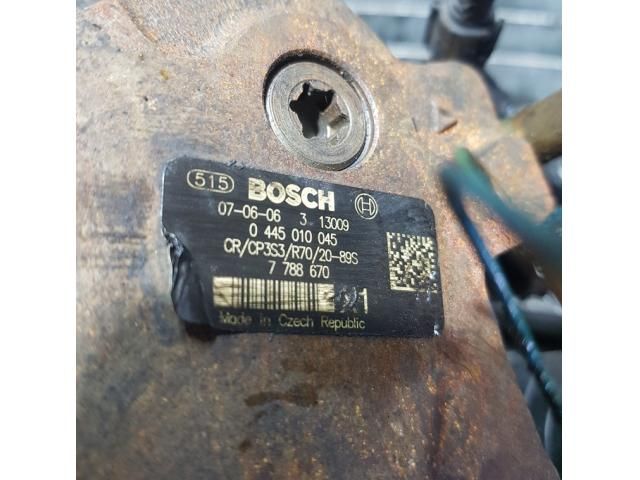 515 BOSCH
07-06-06 3 13009
0 445 010 045
CR/CP3S3/R70/20-89S
7 788 670
1
Made in Czech Republic